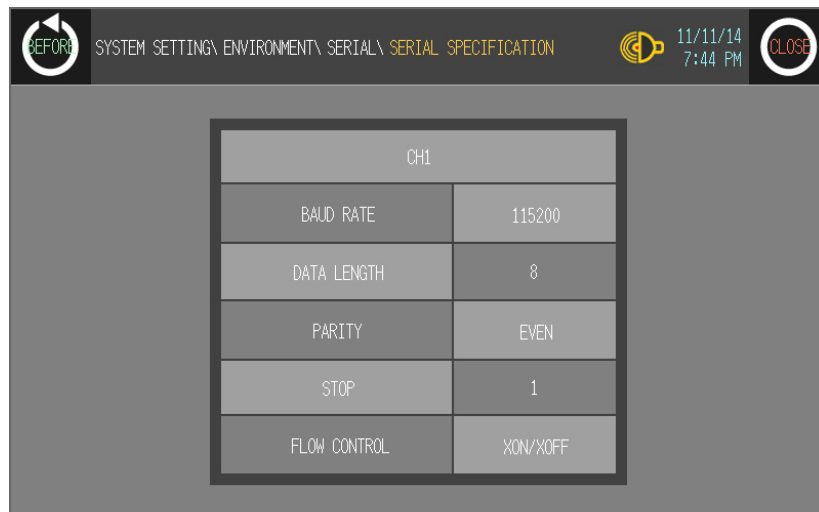 BEFORE
SYSTEM SETTING\ ENVIRONMENT\ SERIAL\ SERIAL SPECIFICATION
11/11/14
7:44 PM
CLOSE
CH1
BAUD RATE 115200
DATA LENGTH 8
PARITY EVEN
STOP 1
FLOW CONTROL XON/XOFF